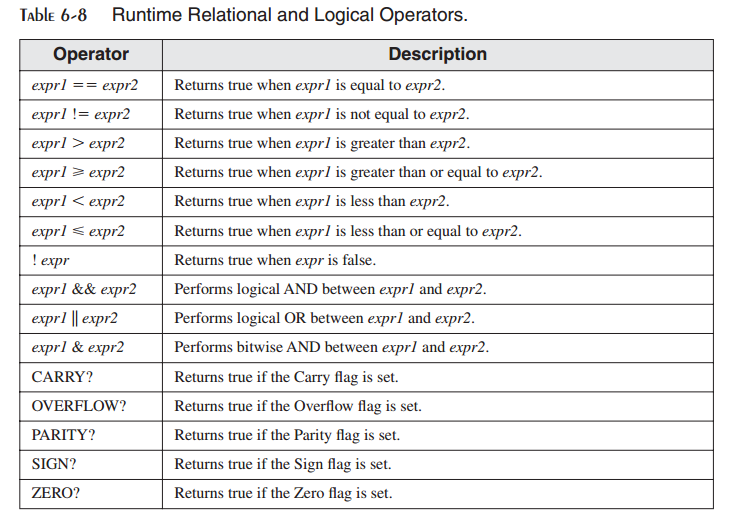 TABLE 6-8 Runtime Relational and Logical Operators.
Operator Description
expr1 == expr2 Returns true when expr1 is equal to expr2.
expr1 != expr2 Returns true when expr1 is not equal to expr2.
expr1 > expr2 Returns true when expr1 is greater than expr2.
expr1 ⩾ expr2 Returns true when expr1 is greater than or equal to expr2.
expr1 < expr2 Returns true when expr1 is less than expr2.
expr1 ⩽ expr2 Returns true when expr1 is less than or equal to expr2.
! expr Returns true when expr is false.
expr1 && expr2 Performs logical AND between expr1 and expr2.
expr1 || expr2 Performs logical OR between expr1 and expr2.
expr1 & expr2 Performs bitwise AND between expr1 and expr2.
CARRY? Returns true if the Carry flag is set.
OVERFLOW? Returns true if the Overflow flag is set.
PARITY? Returns true if the Parity flag is set.
SIGN? Returns true if the Sign flag is set.
ZERO? Returns true if the Zero flag is set.